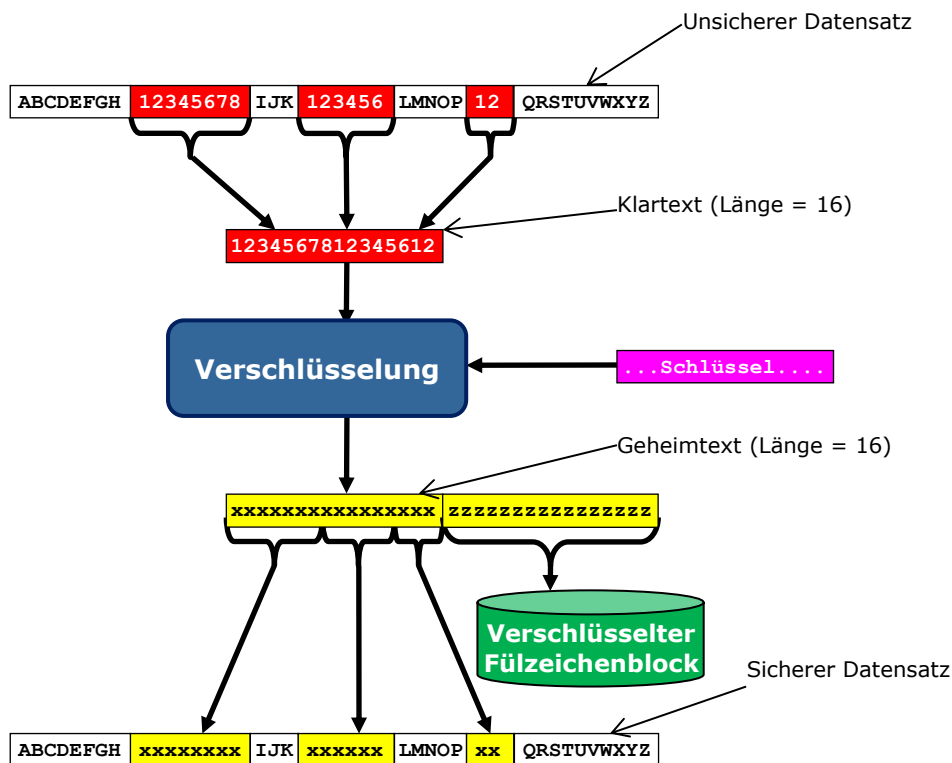 Unsicherer Datensatz
ABCDEFGH 12345678 IJK 123456 LMNOP 12 QRSTUVWXYZ
Klartext (Länge = 16)
1234567812345612
Verschlüsselung
...Schlüssel....
Geheimtext (Länge = 16)
xxxxxxxxxxxxxxxx zzzzzzzzzzzzzzzz
Verschlüsselter
Fülzeichenblock
Sicherer Datensatz
ABCDEFGH xxxxxxxx IJK xxxxxx LMNOP xx QRSTUVWXYZ